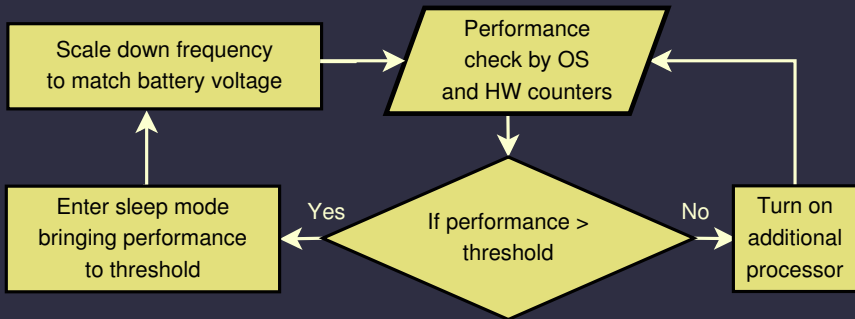 Scale down frequency
to match battery voltage
Performance
check by OS
and HW counters
Enter sleep mode
bringing performance
to threshold
Yes
If performance >
threshold
No
Turn on
additional
processor